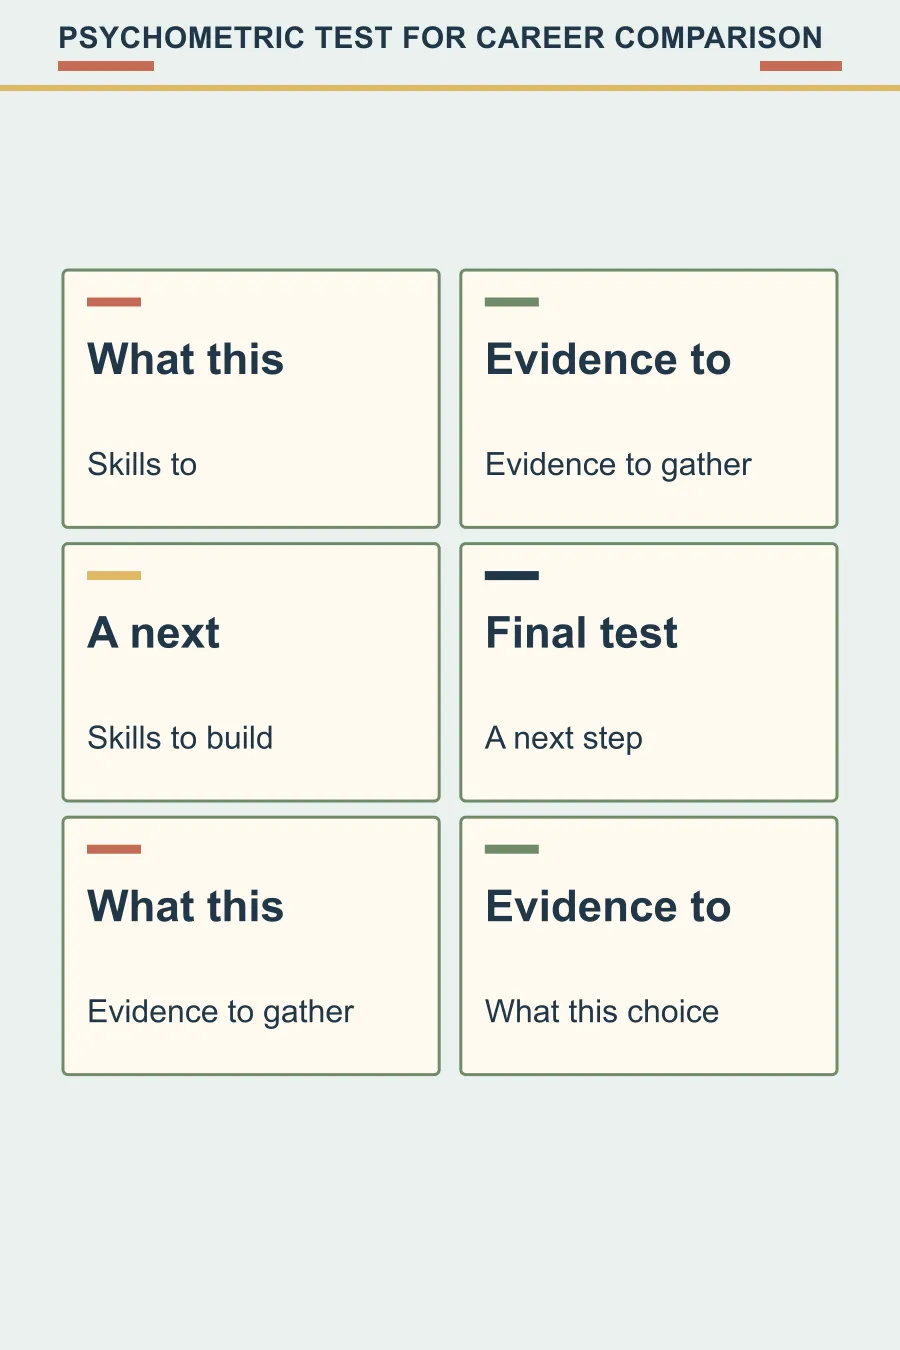 PSYCHOMETRIC TEST FOR CAREER COMPARISON
What this
Skills to
Evidence to
Evidence to gather
A next
Skills to build
Final test
A next step
What this
Evidence to gather
Evidence to
What this choice